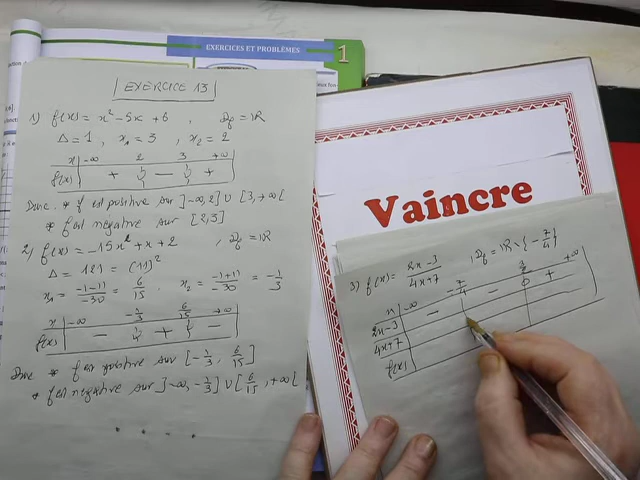 EXERCICES ET PROBLÈMES
1
EXERCICE 13
1) f(x) = x² - 5x + 6 , Df = IR
Δ = 1 , x₁ = 3 , x₂ = 2
x | -∞ 2 3 +∞
f(x) | + 0 - 0 +
Donc * f est positive sur ]-∞, 2] ∪ [3, +∞[
* f est négative sur [2, 3]
2) f(x) = -15x² + x + 2 , Df = IR
Δ = 121 = (11)²
x₁ = -1-11/-30 = 6/15 , x₂ = -1+11/-30 = -1/3
x | -∞ -1/3 6/15 +∞
f(x) | - 0 + 0 -
Donc * f est positive sur [-1/3, 6/15]
* f est négative sur ]-∞, -1/3] ∪ [6/15, +∞[
Vaincre
3) f(x) = 2x-3/4x+7 , Df = IR \ {-7/4}
x | -∞ -7/4 3/2 +∞
2x-3 | - - 0 +
4x+7
f(x)